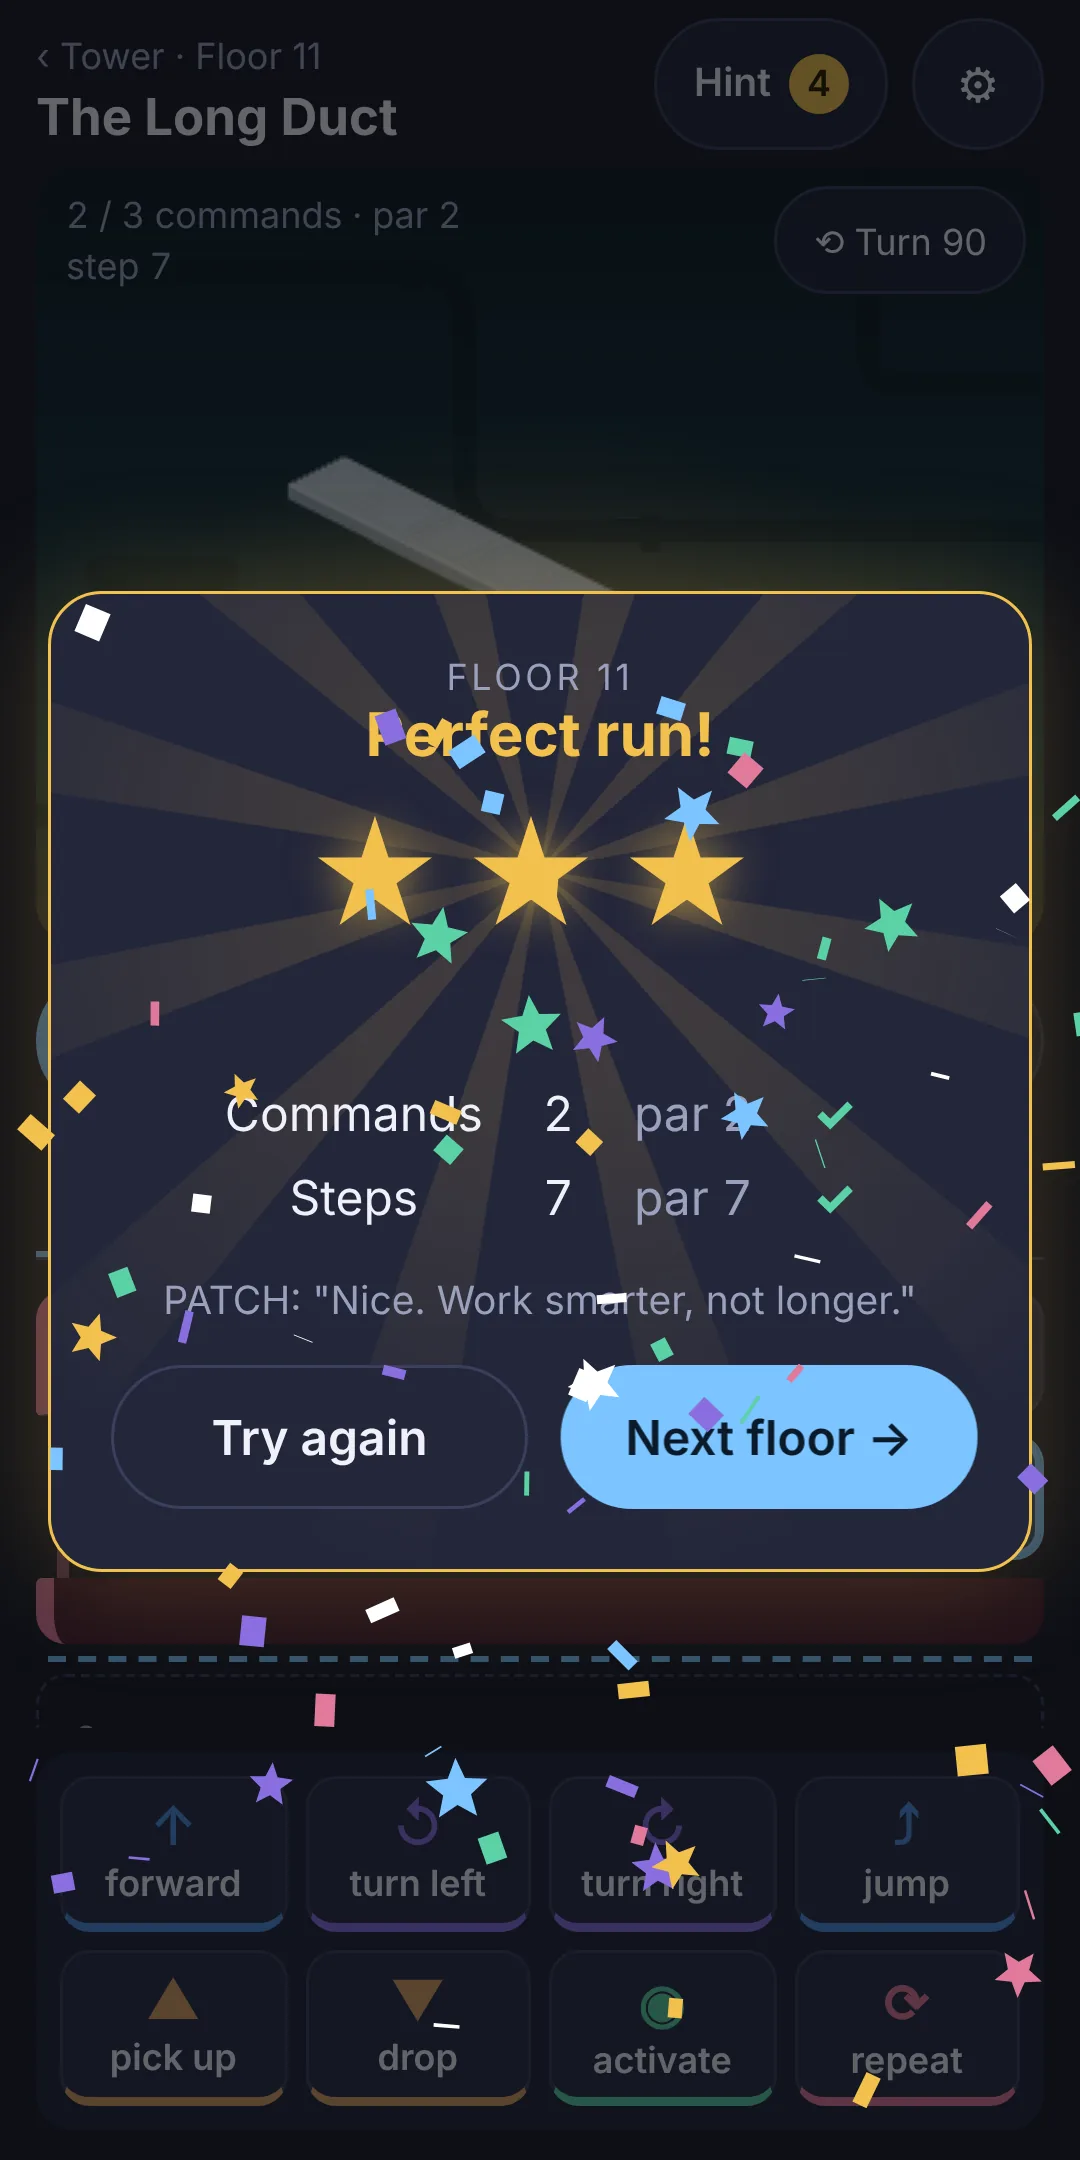 ‹ Tower · Floor 11
The Long Duct
Hint 4
2 / 3 commands · par 2
step 7
Turn 90
FLOOR 11
Perfect run!
Commands 2 par 2
Steps 7 par 7
PATCH: "Nice. Work smarter, not longer."
Try again
Next floor →
forward
turn left
turn right
jump
pick up
drop
activate
repeat